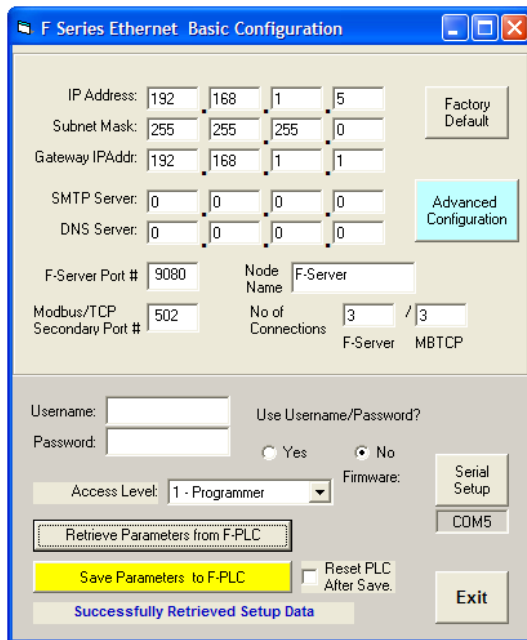 F Series Ethernet Basic Configuration
IP Address: 192 . 168 . 1 . 5
Factory
Default
Subnet Mask: 255 . 255 . 255 . 0
Gateway IPAddr: 192 . 168 . 1 . 1
SMTP Server: 0 . 0 . 0 . 0
Advanced
Configuration
DNS Server: 0 . 0 . 0 . 0
F-Server Port # 9080
Node
Name
F-Server
Modbus/TCP
Secondary Port #
502
No of
Connections
3 / 3
F-Server MBTCP
Username:
Use Username/Password?
Password:
Yes No
Firmware:
Serial
Setup
Access Level: 1 - Programmer
COM5
Retrieve Parameters from F-PLC
Save Parameters to F-PLC
Reset PLC
After Save.
Exit
Successfully Retrieved Setup Data